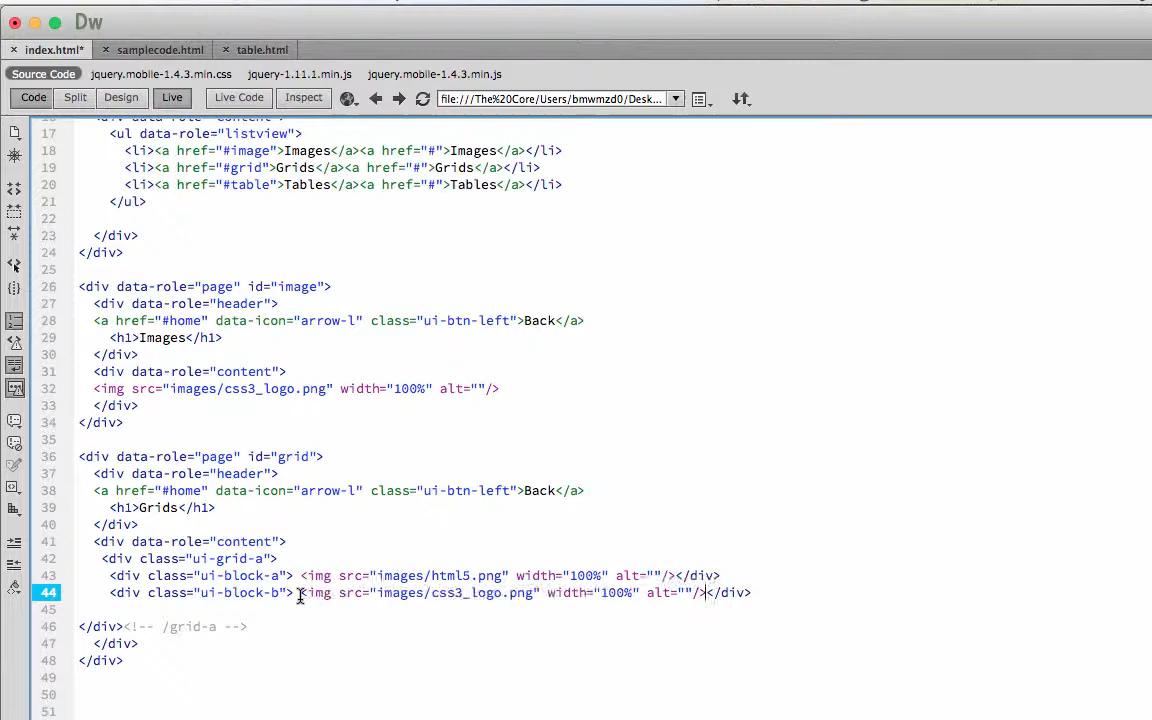 Dw
× index.html* × samplecode.html × table.html
Source Code jquery.mobile-1.4.3.min.css jquery-1.11.1.min.js jquery.mobile-1.4.3.min.js
Code Split Design Live Live Code Inspect file:///The%20Core/Users/bmwmzd0/Desk...
16 <div data-role="content">
17 <ul data-role="listview">
18 <li><a href="#image">Images</a><a href="#">Images</a></li>
19 <li><a href="#grid">Grids</a><a href="#">Grids</a></li>
20 <li><a href="#table">Tables</a><a href="#">Tables</a></li>
21 </ul>
22
23 </div>
24 </div>
25
26 <div data-role="page" id="image">
27 <div data-role="header">
28 <a href="#home" data-icon="arrow-l" class="ui-btn-left">Back</a>
29 <h1>Images</h1>
30 </div>
31 <div data-role="content">
32 <img src="images/css3_logo.png" width="100%" alt=""/>
33 </div>
34 </div>
35
36 <div data-role="page" id="grid">
37 <div data-role="header">
38 <a href="#home" data-icon="arrow-l" class="ui-btn-left">Back</a>
39 <h1>Grids</h1>
40 </div>
41 <div data-role="content">
42 <div class="ui-grid-a">
43 <div class="ui-block-a"> <img src="images/html5.png" width="100%" alt=""/></div>
44 <div class="ui-block-b"> <img src="images/css3_logo.png" width="100%" alt=""/></div>
45
46 </div><!-- /grid-a -->
47 </div>
48 </div>
49
50
51